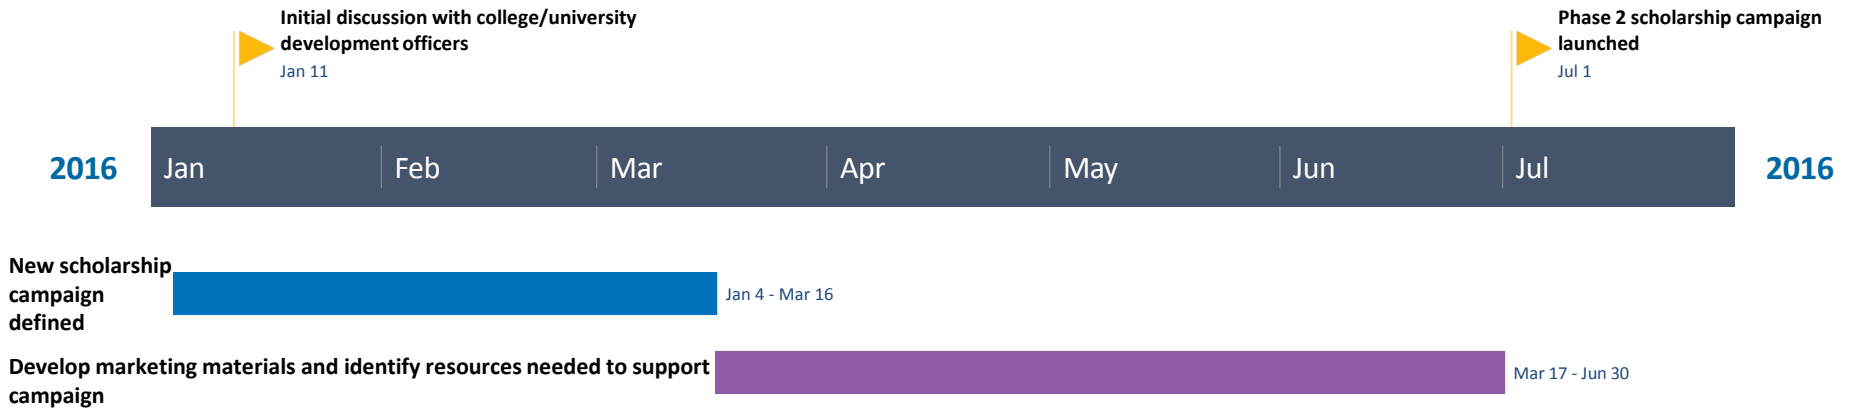 Initial discussion with college/university
development officers
Jan 11
Phase 2 scholarship campaign
launched
Jul 1
2016
Jan
Feb
Mar
Apr
May
Jun
Jul
2016
New scholarship
campaign
defined
Jan 4 - Mar 16
Develop marketing materials and identify resources needed to support
campaign
Mar 17 - Jun 30